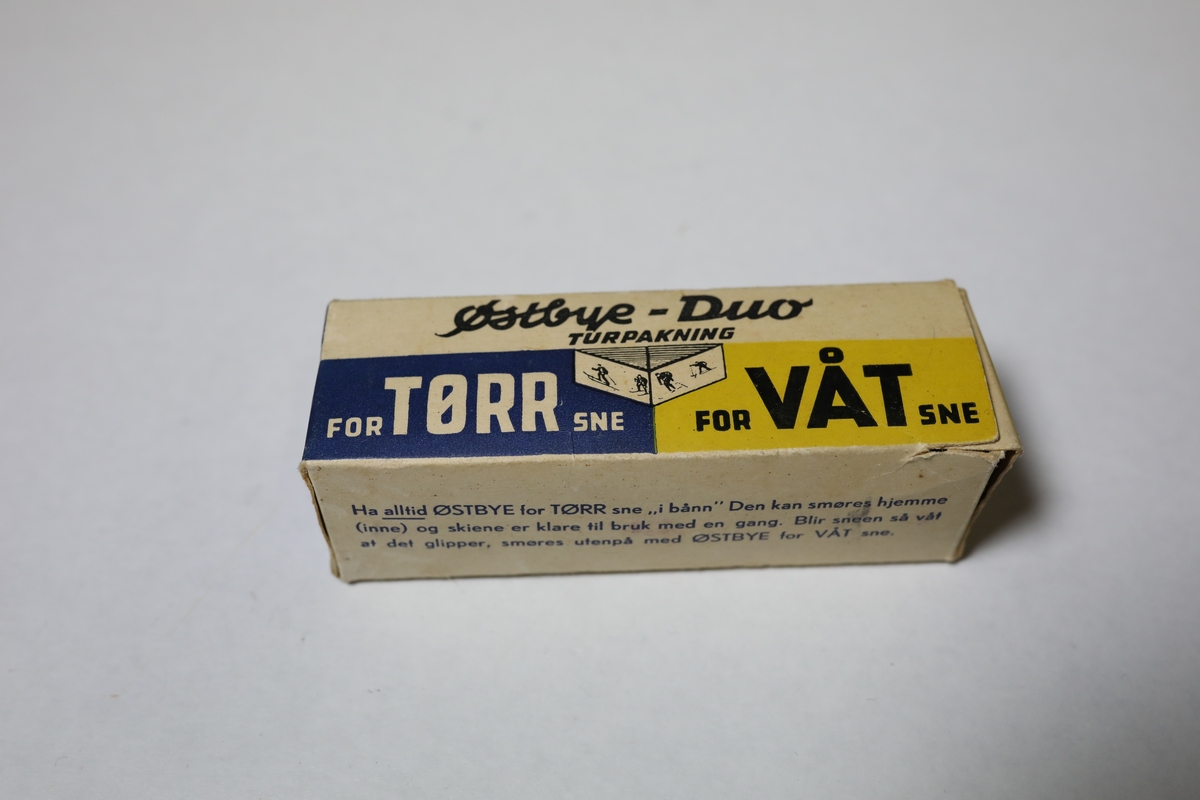 Østbye - Duo
TURPAKNING
FOR TØRR SNE
FOR VÅT SNE
Ha alltid ØSTBYE for TØRR sne „i bånn” Den kan smøres hjemme
(inne) og skiene er klare til bruk med en gang. Blir sneen så våt
at det glipper, smøres utenpå med ØSTBYE for VÅT sne.